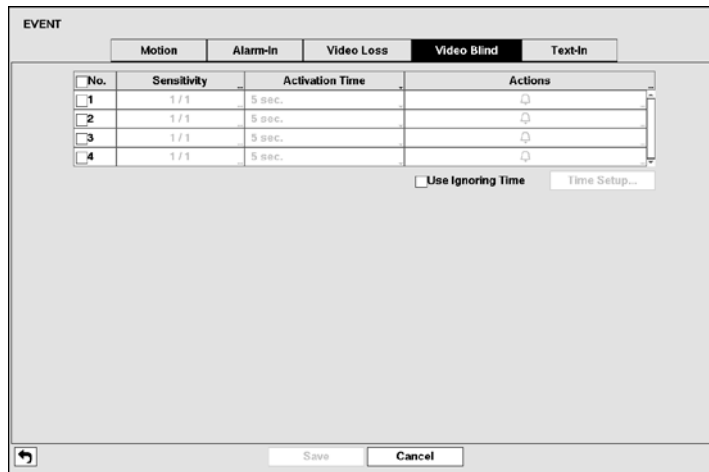 EVENT
Motion Alarm-In Video Loss Video Blind Text-In
No. Sensitivity Activation Time Actions
1 1 / 1 5 sec.
2 1 / 1 5 sec.
3 1 / 1 5 sec.
4 1 / 1 5 sec.
Use Ignoring Time Time Setup...
Save Cancel